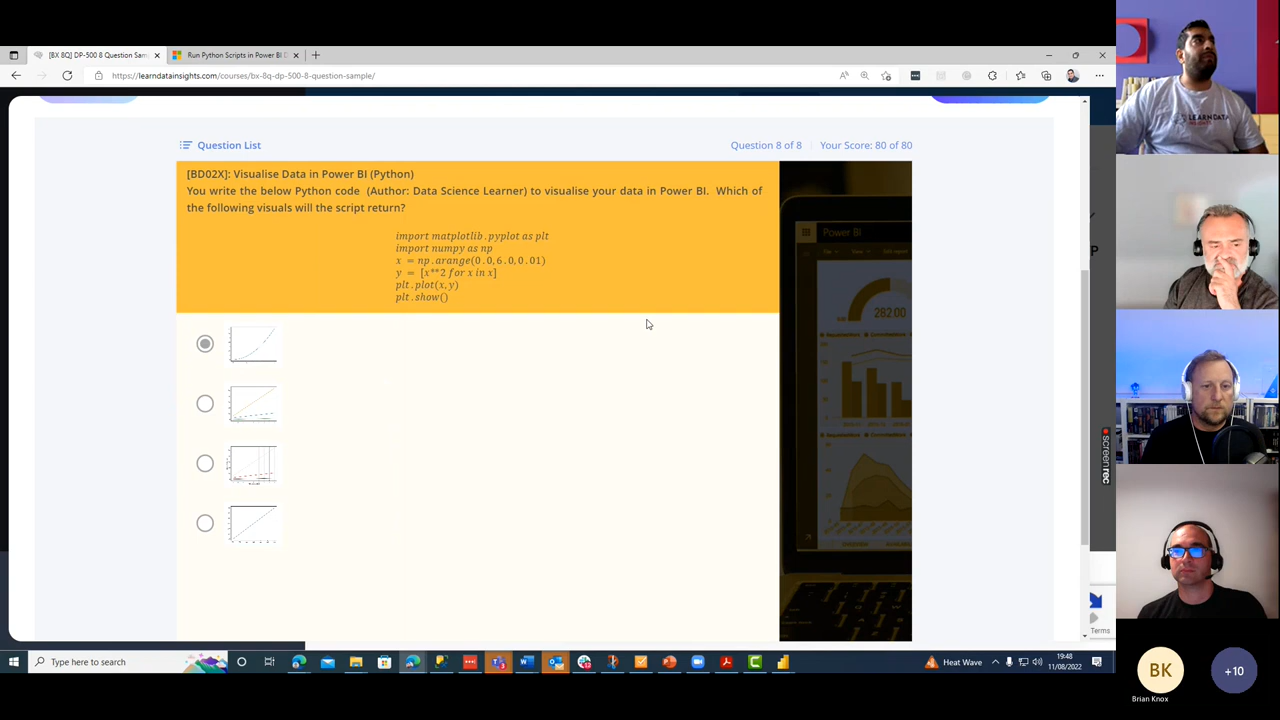 [BX 8Q] DP-500 8 Question Sam
Run Python Scripts in Power BI D
https://learndatainsights.com/courses/bx-8q-dp-500-8-question-sample/
Question List
Question 8 of 8
Your Score: 80 of 80
[BD02X]: Visualise Data in Power BI (Python)
You write the below Python code (Author: Data Science Learner) to visualise your data in Power BI. Which of
the following visuals will the script return?
import matplotlib.pyplot as plt
import numpy as np
x = np.arange(0.0,6.0,0.01)
y = [x**2 for x in x]
plt.plot(x,y)
plt.show()
Power BI
282.00
LEARN DATA
screenrec
Terms
Type here to search
Heat Wave
19:48
11/08/2022
BK
Brian Knox
+10